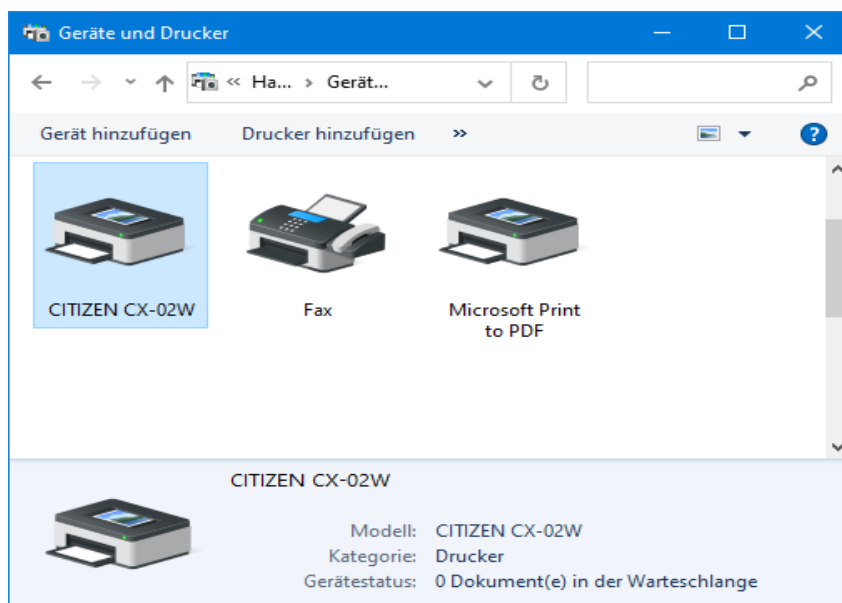 Geräte und Drucker
« Ha... › Gerät...
Gerät hinzufügen Drucker hinzufügen »
?
CITIZEN CX-02W
Fax
Microsoft Print
to PDF
CITIZEN CX-02W
Modell: CITIZEN CX-02W
Kategorie: Drucker
Gerätestatus: 0 Dokument(e) in der Warteschlange